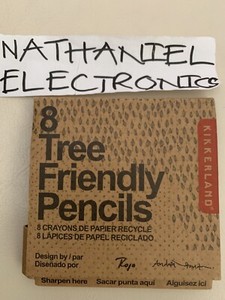 NATHANIEL
ELECTRONICS
8
Tree
Friendly
Pencils
8 CRAYONS DE PAPIER RECYCLÉ
8 LÁPICES DE PAPEL RECICLADO
KIKKERLAND
Design by / par
Diseñado por
Sharpen here Sacar punta aquí Aiguisez ici